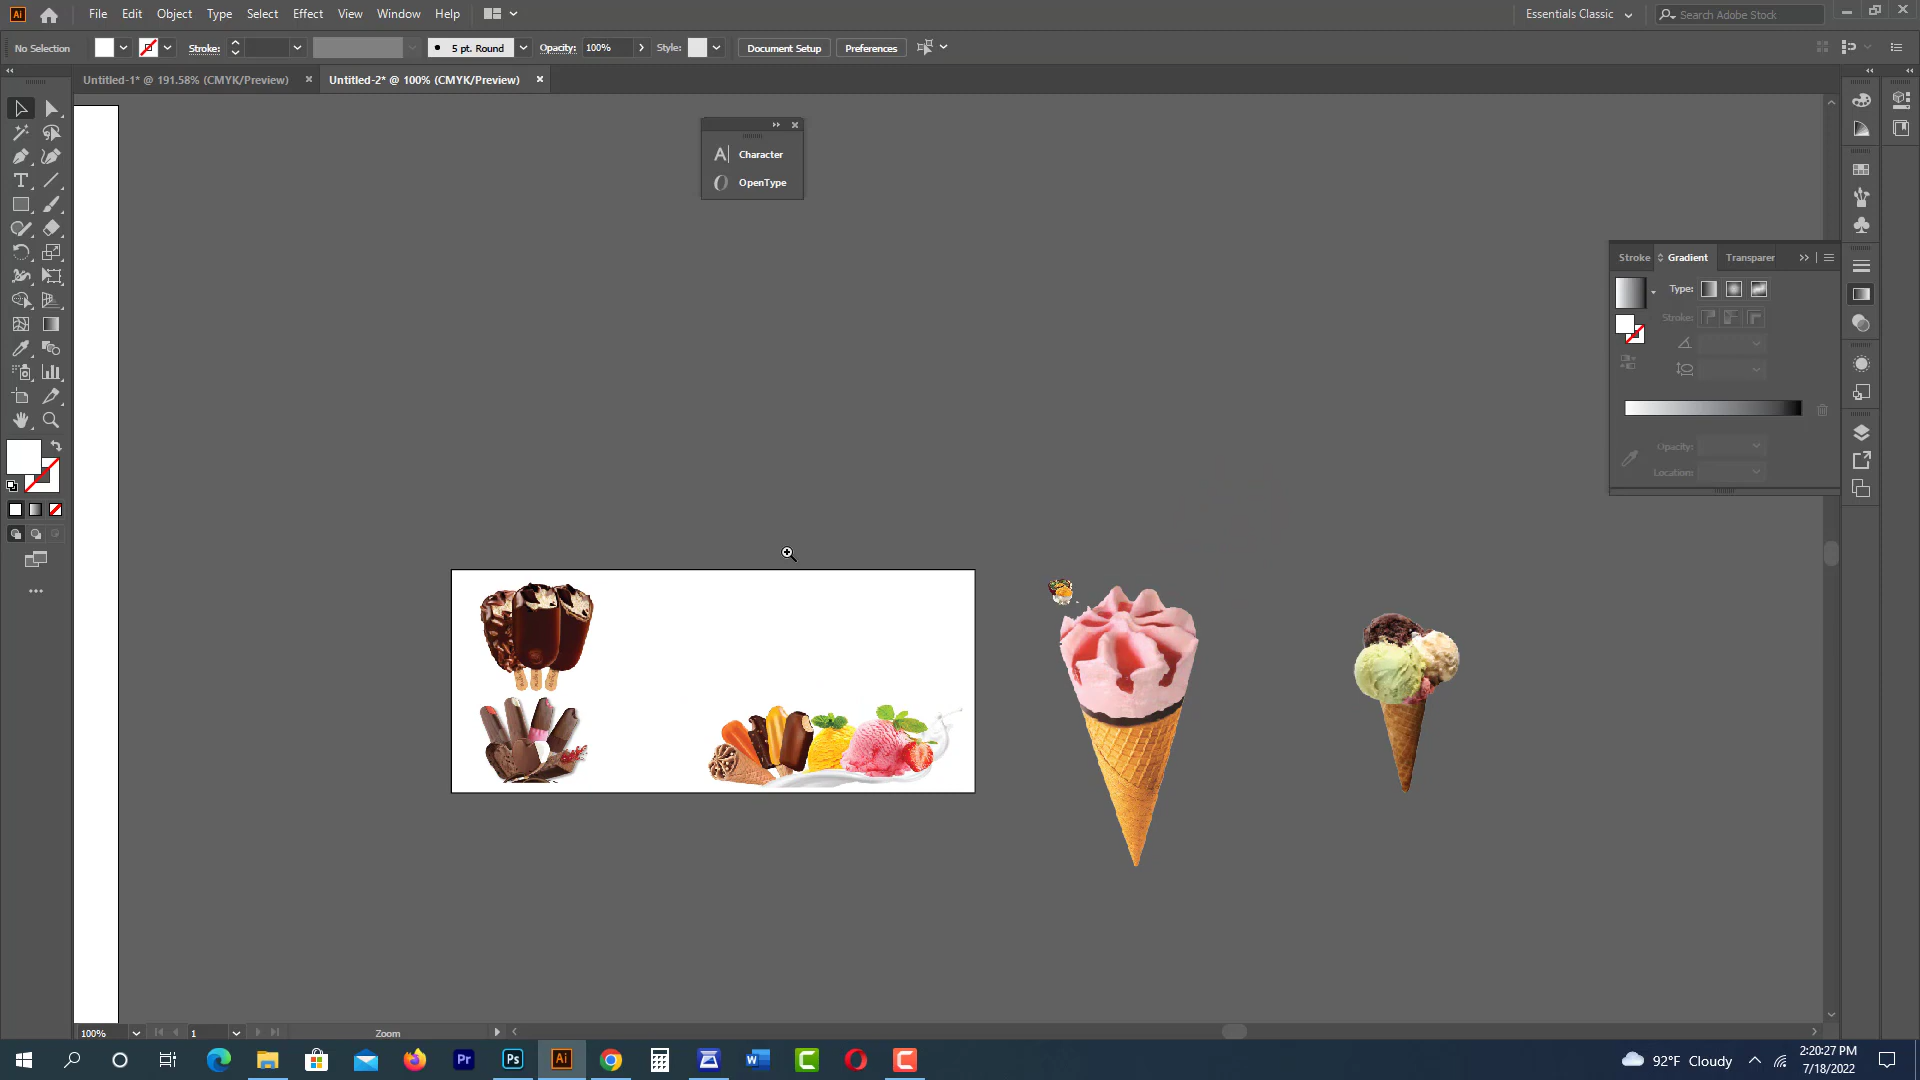 Ai File Edit Object Type Select Effect View Window Help Essentials Classic Search Adobe Stock
No Selection Stroke: 5 pt. Round Opacity: 100% Style: Document Setup Preferences
Untitled-1* @ 191.58% (CMYK/Preview) Untitled-2* @ 100% (CMYK/Preview)
Character
OpenType
Stroke Gradient Transparer
Type:
Stroke:
Opacity:
Location:
100% 1 Zoom
Pr Ps Ai 92°F Cloudy 2:20:27 PM
7/18/2022